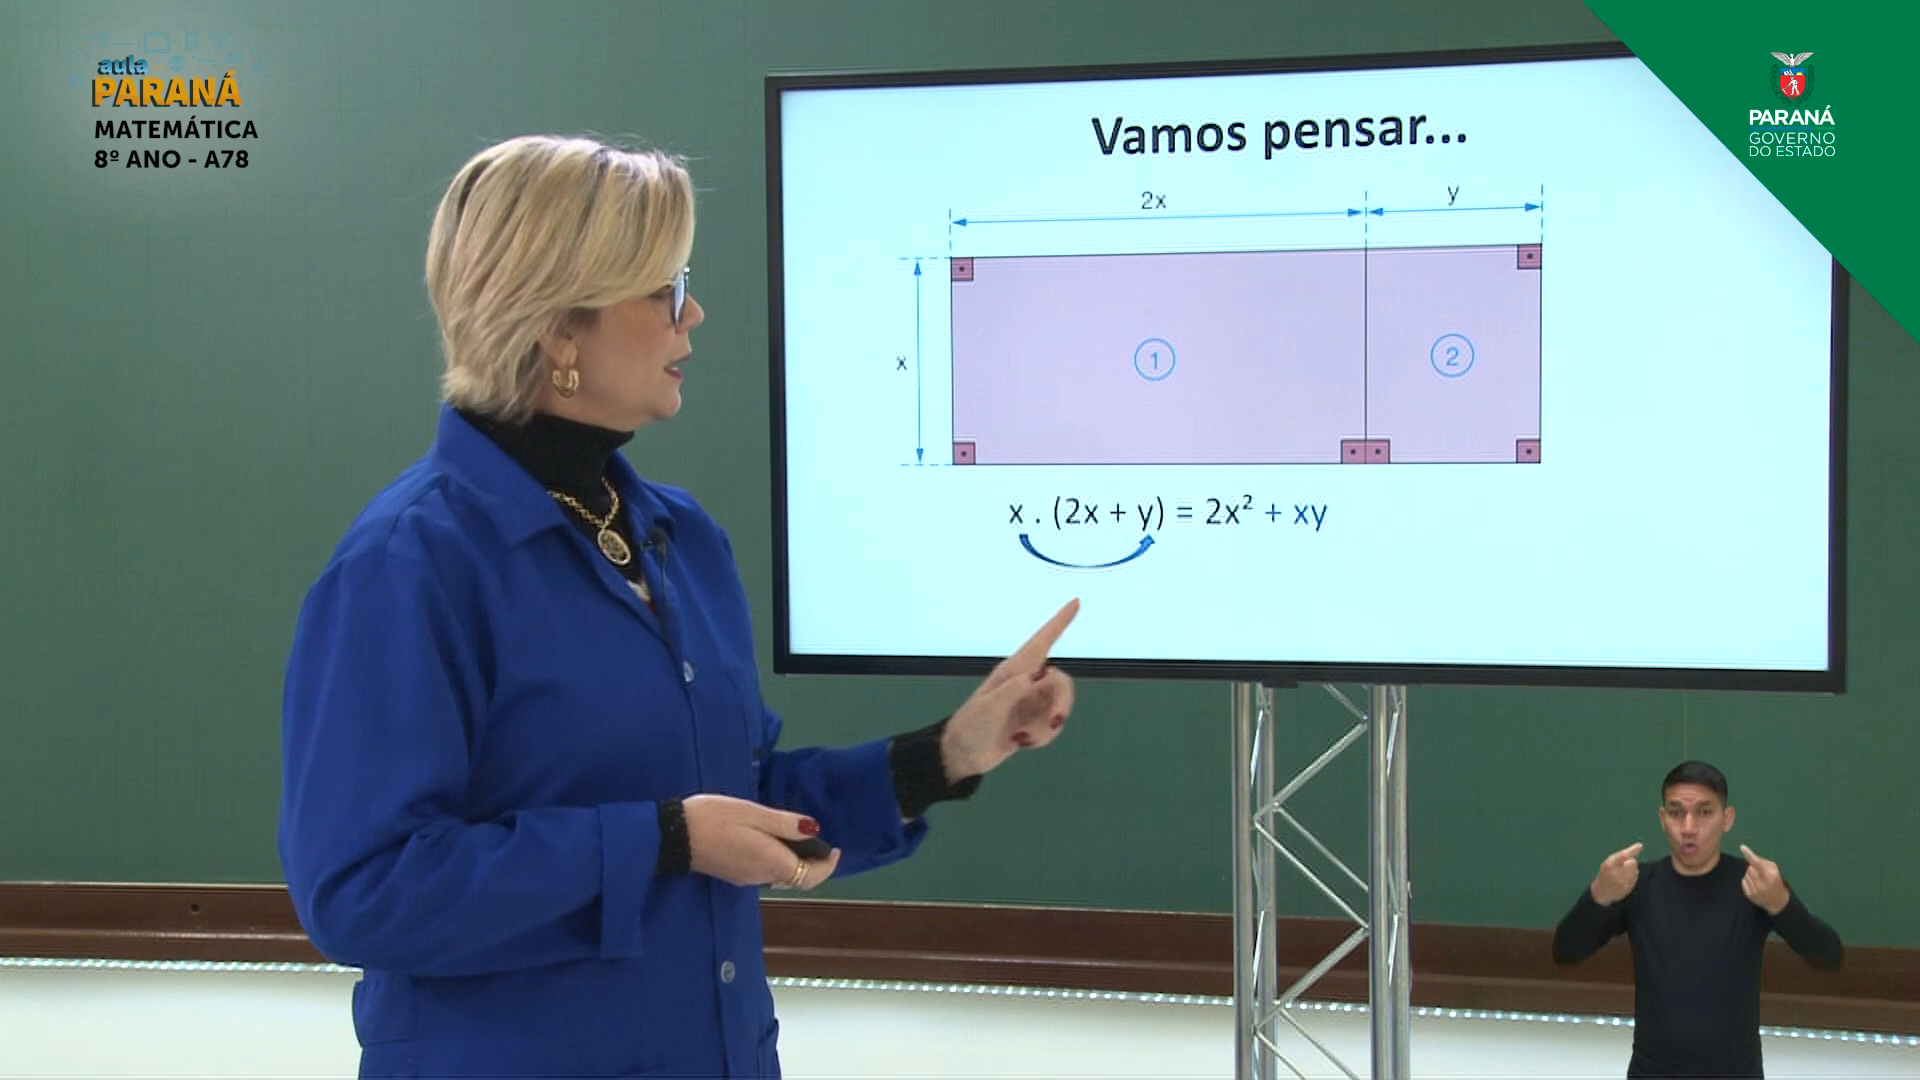 aula
PARANÁ
MATEMÁTICA
8º ANO - A78
PARANÁ
GOVERNO
DO ESTADO
Vamos pensar...
2x
y
x
1
2
x . (2x + y) = 2x² + xy